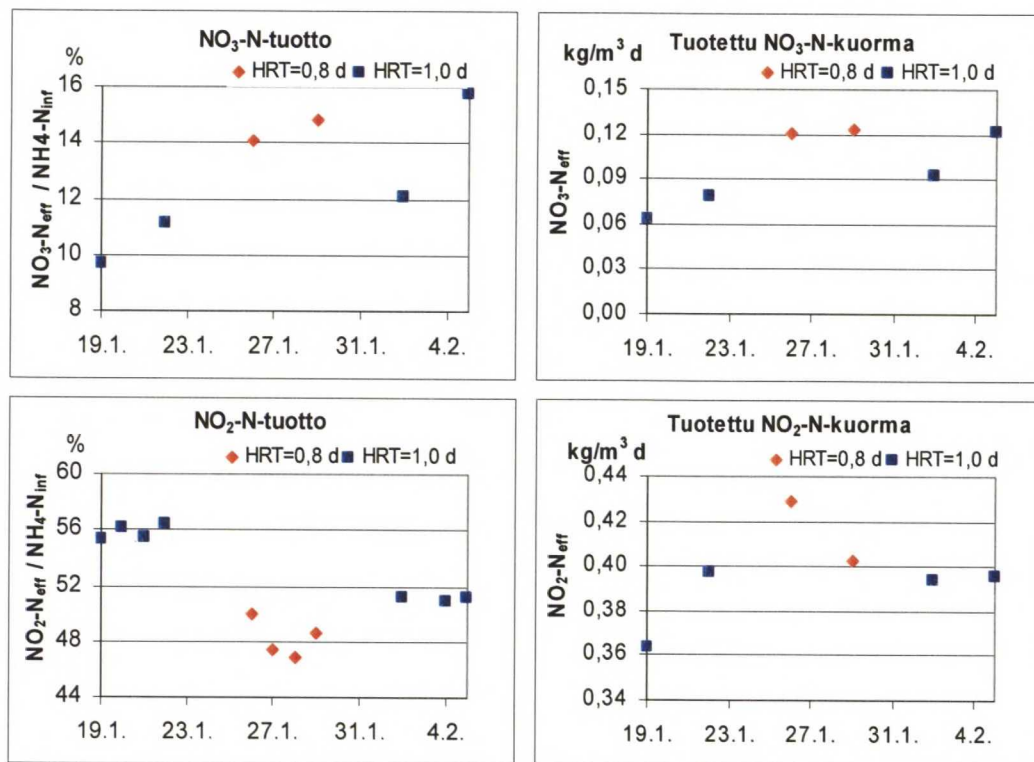 NO₃-N-tuotto
%
HRT=0,8 d HRT=1,0 d
NO₃-Neff / NH4-Ninf
16
14
12
10
8
19.1. 23.1. 27.1. 31.1. 4.2.
Tuotettu NO₃-N-kuorma
kg/m³ d
HRT=0,8 d HRT=1,0 d
NO₃-Neff
0,15
0,12
0,09
0,06
0,03
0,00
19.1. 23.1. 27.1. 31.1. 4.2.
NO₂-N-tuotto
%
HRT=0,8 d HRT=1,0 d
NO₂-Neff / NH₄-Ninf
60
56
52
48
44
19.1. 23.1. 27.1. 31.1. 4.2.
Tuotettu NO₂-N-kuorma
kg/m³ d
HRT=0,8 d HRT=1,0 d
NO₂-Neff
0,44
0,42
0,40
0,38
0,36
0,34
19.1. 23.1. 27.1. 31.1. 4.2.